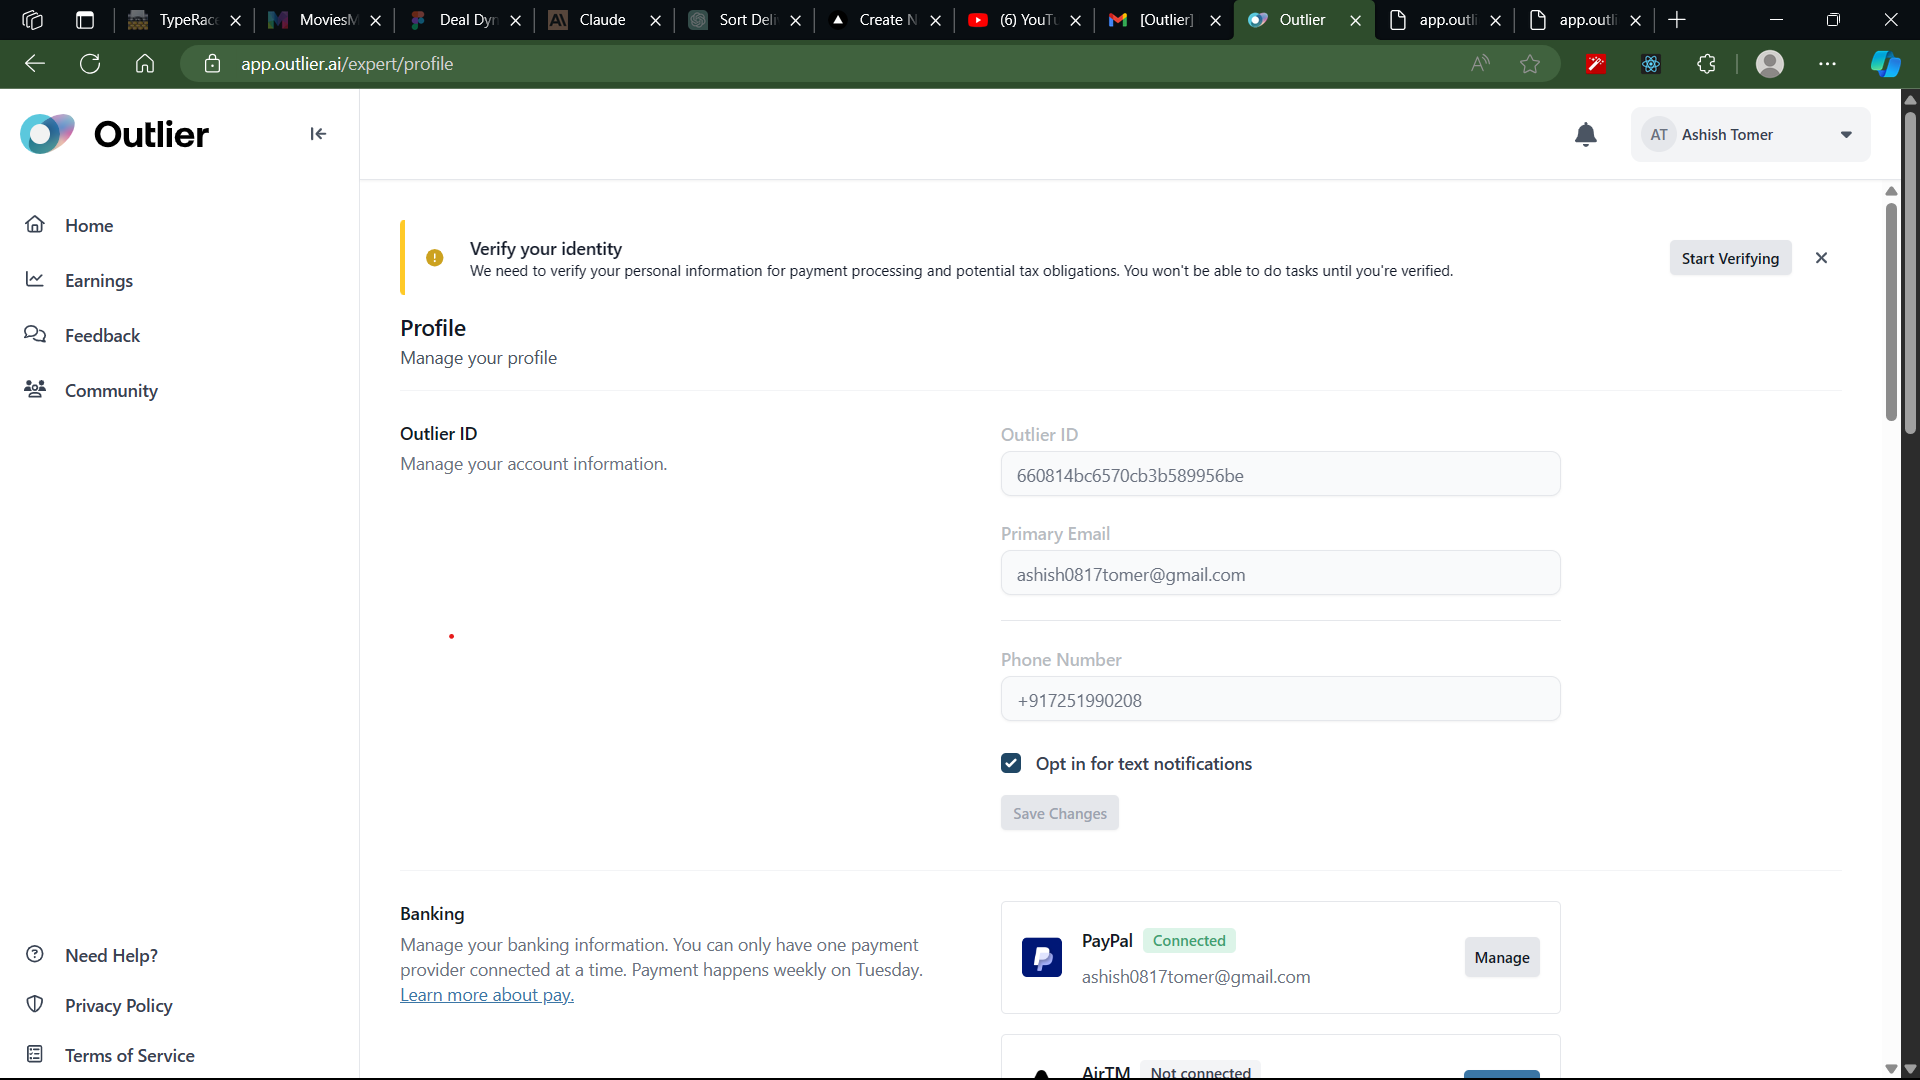 TypeRace
MoviesM
Deal Dyn
Claude
Sort Deli
Create N
(6) YouTu
[Outlier]
Outlier
app.outli
app.outli
app.outlier.ai/expert/profile
Outlier
AT Ashish Tomer
Home
Earnings
Feedback
Community
Verify your identity
We need to verify your personal information for payment processing and potential tax obligations. You won't be able to do tasks until you're verified.
Start Verifying
Profile
Manage your profile
Outlier ID
Manage your account information.
Outlier ID
660814bc6570cb3b589956be
Primary Email
ashish0817tomer@gmail.com
Phone Number
+917251990208
Opt in for text notifications
Save Changes
Banking
Manage your banking information. You can only have one payment
provider connected at a time. Payment happens weekly on Tuesday.
Learn more about pay.
PayPal Connected
ashish0817tomer@gmail.com
Manage
AirTM Not connected
Need Help?
Privacy Policy
Terms of Service